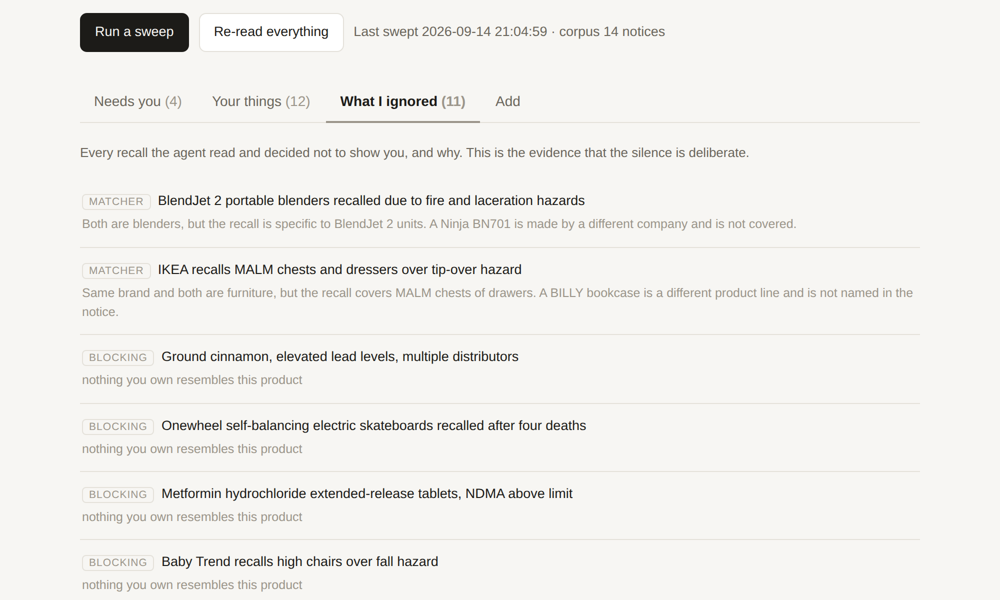 Run a sweep
Re-read everything
Last swept 2026-09-14 21:04:59 · corpus 14 notices
Needs you (4)
Your things (12)
What I ignored (11)
Add
Every recall the agent read and decided not to show you, and why. This is the evidence that the silence is deliberate.
MATCHER BlendJet 2 portable blenders recalled due to fire and laceration hazards
Both are blenders, but the recall is specific to BlendJet 2 units. A Ninja BN701 is made by a different company and is not covered.
MATCHER IKEA recalls MALM chests and dressers over tip-over hazard
Same brand and both are furniture, but the recall covers MALM chests of drawers. A BILLY bookcase is a different product line and is not named in the
notice.
BLOCKING Ground cinnamon, elevated lead levels, multiple distributors
nothing you own resembles this product
BLOCKING Onewheel self-balancing electric skateboards recalled after four deaths
nothing you own resembles this product
BLOCKING Metformin hydrochloride extended-release tablets, NDMA above limit
nothing you own resembles this product
BLOCKING Baby Trend recalls high chairs over fall hazard
nothing you own resembles this product